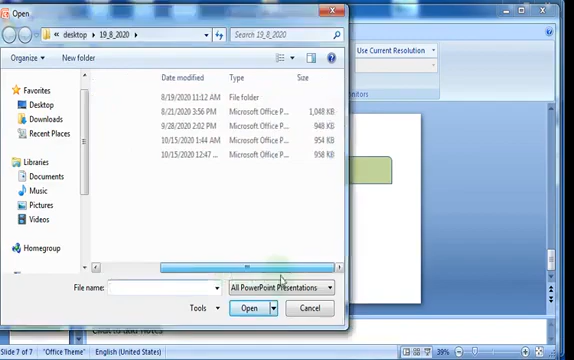 Open
« desktop ▸ 19_8_2020 ▸
Search 19_8_2020
Organize
New folder
Use Current Resolution
Date modified Type Size
Favorites
Desktop
Downloads
Recent Places
Libraries
Documents
Music
Pictures
Videos
Homegroup
8/19/2020 11:12 AM File folder
8/21/2020 3:56 PM Microsoft Office P... 1,048 KB
9/28/2020 2:02 PM Microsoft Office P... 948 KB
10/15/2020 1:44 AM Microsoft Office P... 954 KB
10/15/2020 12:47 ... Microsoft Office P... 958 KB
File name:
All PowerPoint Presentations
Tools
Open
Cancel
Click to add notes
Slide 7 of 7
"Office Theme"
English (United States)
39%